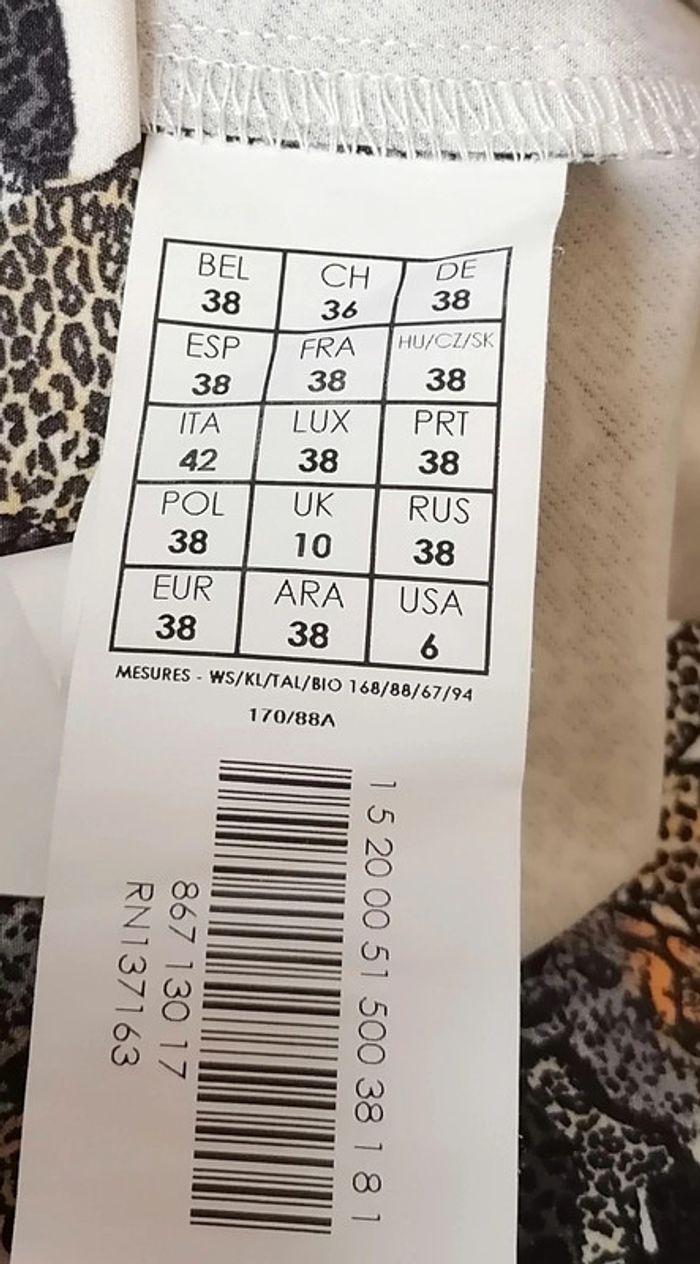 BEL CH DE
38 36 38
ESP FRA HU/CZ/SK
38 38 38
ITA LUX PRT
42 38 38
POL UK RUS
38 10 38
EUR ARA USA
38 38 6
MESURES - WS/KL/TAL/BIO 168/88/67/94
170/88A
1 5 20 00 51 500 38 1 8 1
867 130 17
RN137163